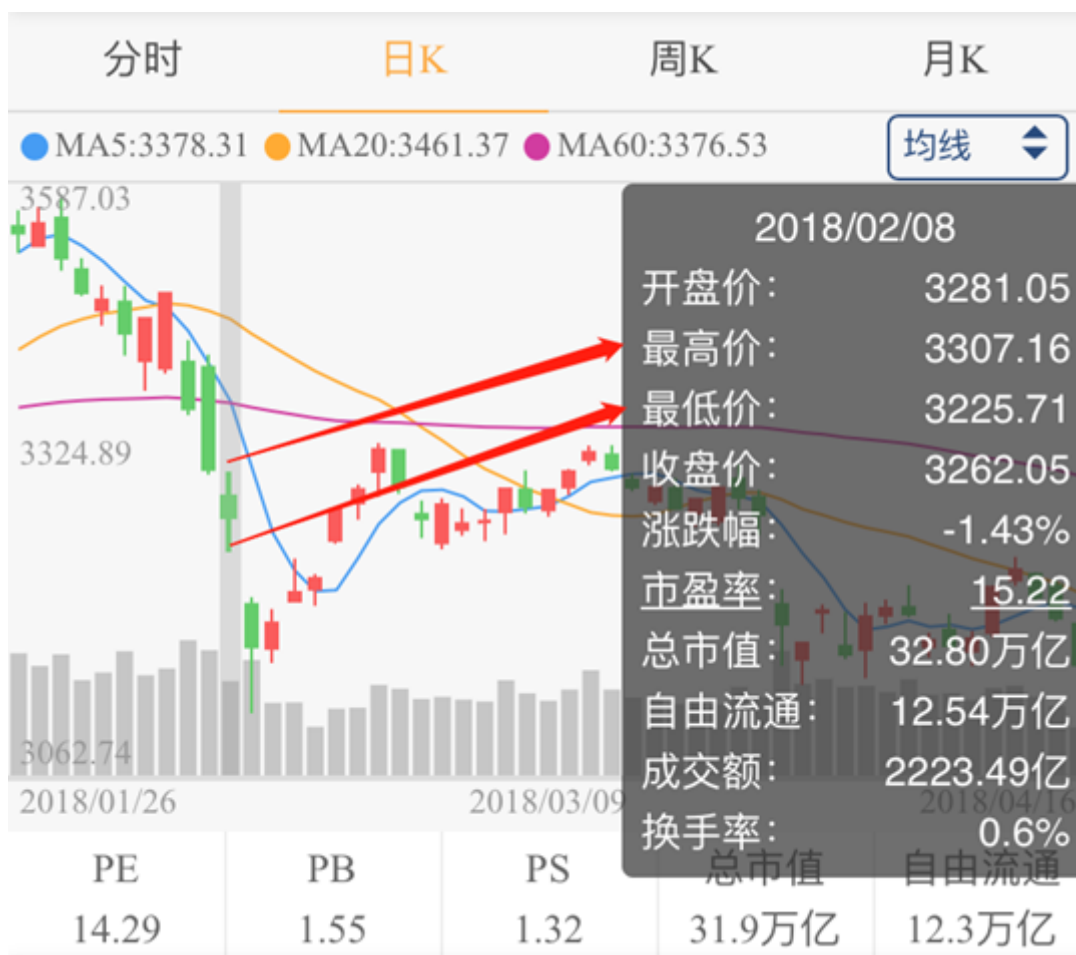 分时 日K 周K 月K
MA5:3378.31 MA20:3461.37 MA60:3376.53 均线
3587.03
2018/02/08
开盘价： 3281.05
最高价： 3307.16
最低价： 3225.71
3324.89
收盘价： 3262.05
涨跌幅： -1.43%
市盈率： 15.22
总市值： 32.80万亿
自由流通： 12.54万亿
3062.74
成交额： 2223.49亿
2018/01/26 2018/03/09 2018/04/16
换手率： 0.6%
PE PB PS 总市值 自由流通
14.29 1.55 1.32 31.9万亿 12.3万亿